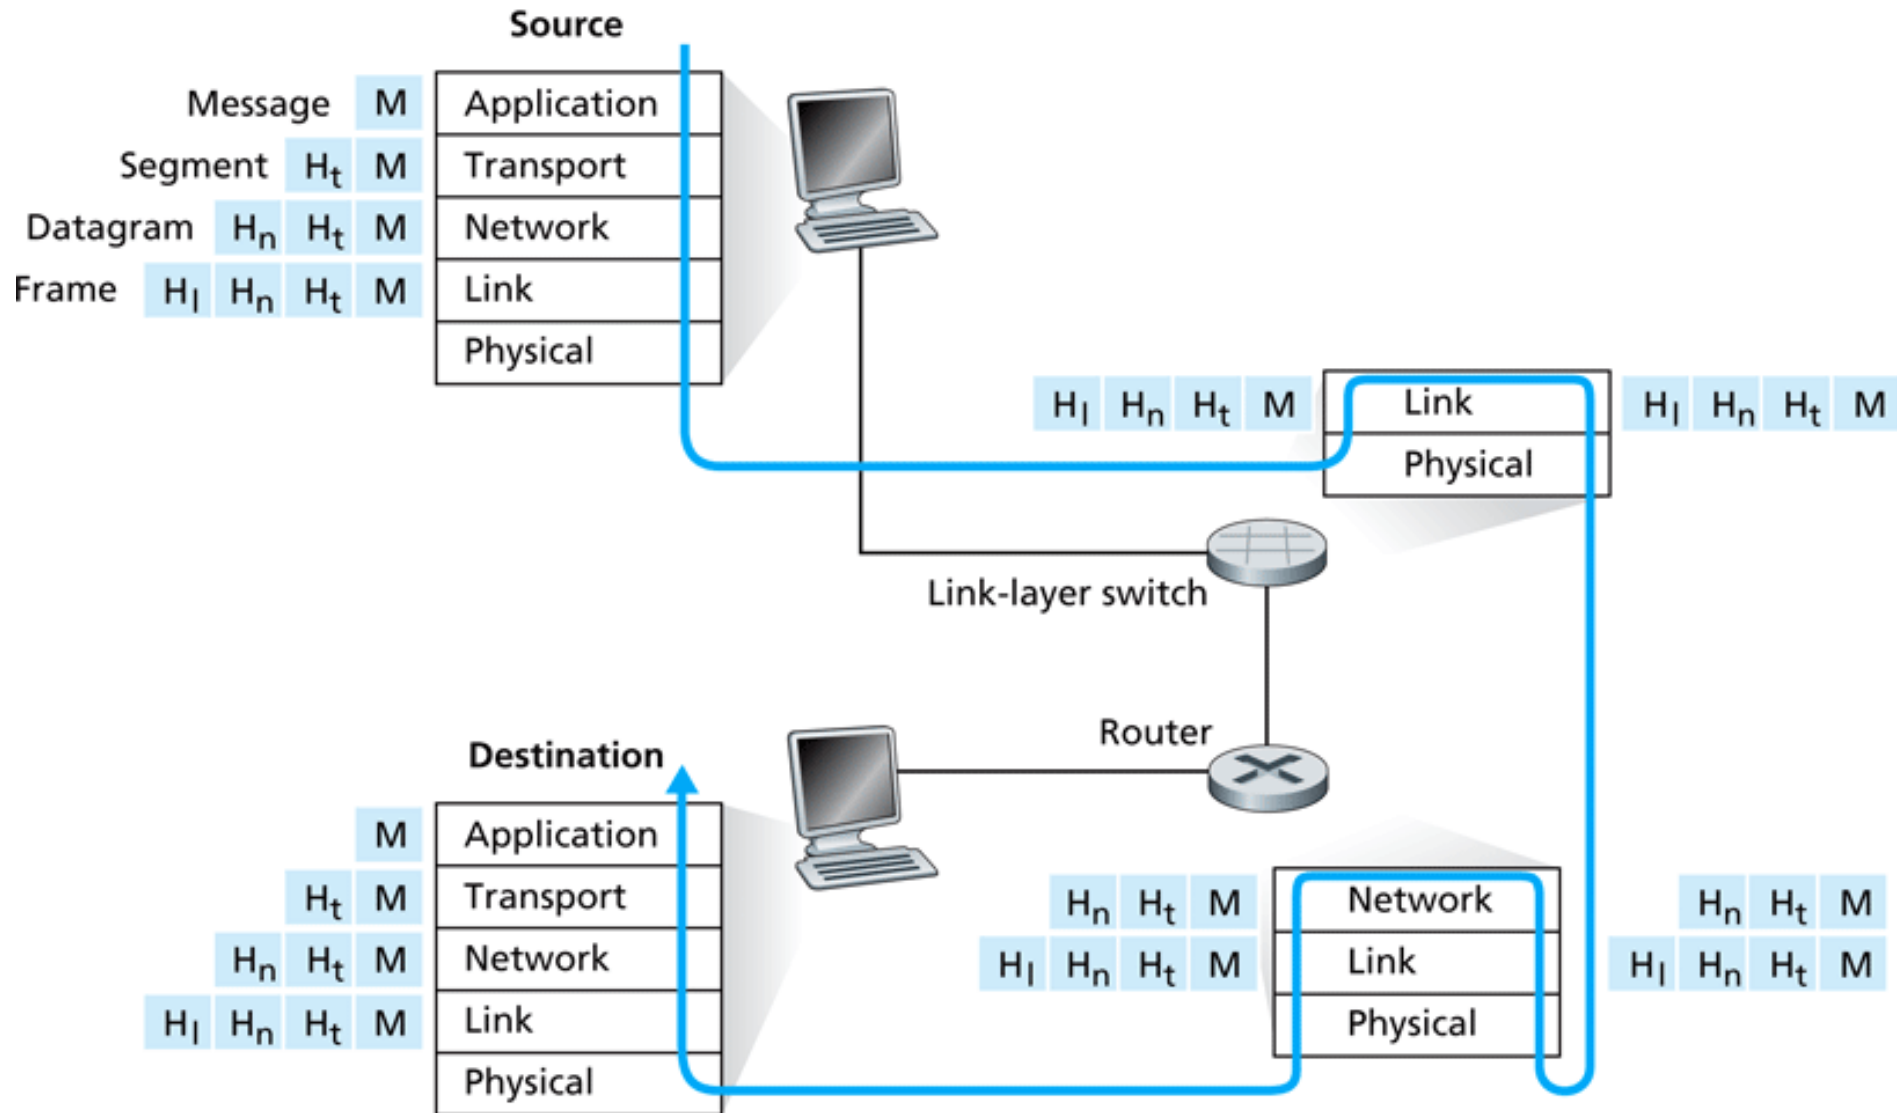 Source
Message M Application
Segment Ht M Transport
Datagram Hn Ht M Network
Frame Hl Hn Ht M Link
Physical
Hl Hn Ht M Link Hl Hn Ht M
Physical
Link-layer switch
Router
Destination
M Application
Ht M Transport
Hn Ht M Network
Hl Hn Ht M Link
Physical
Hn Ht M Network Hn Ht M
Hl Hn Ht M Link Hl Hn Ht M
Physical